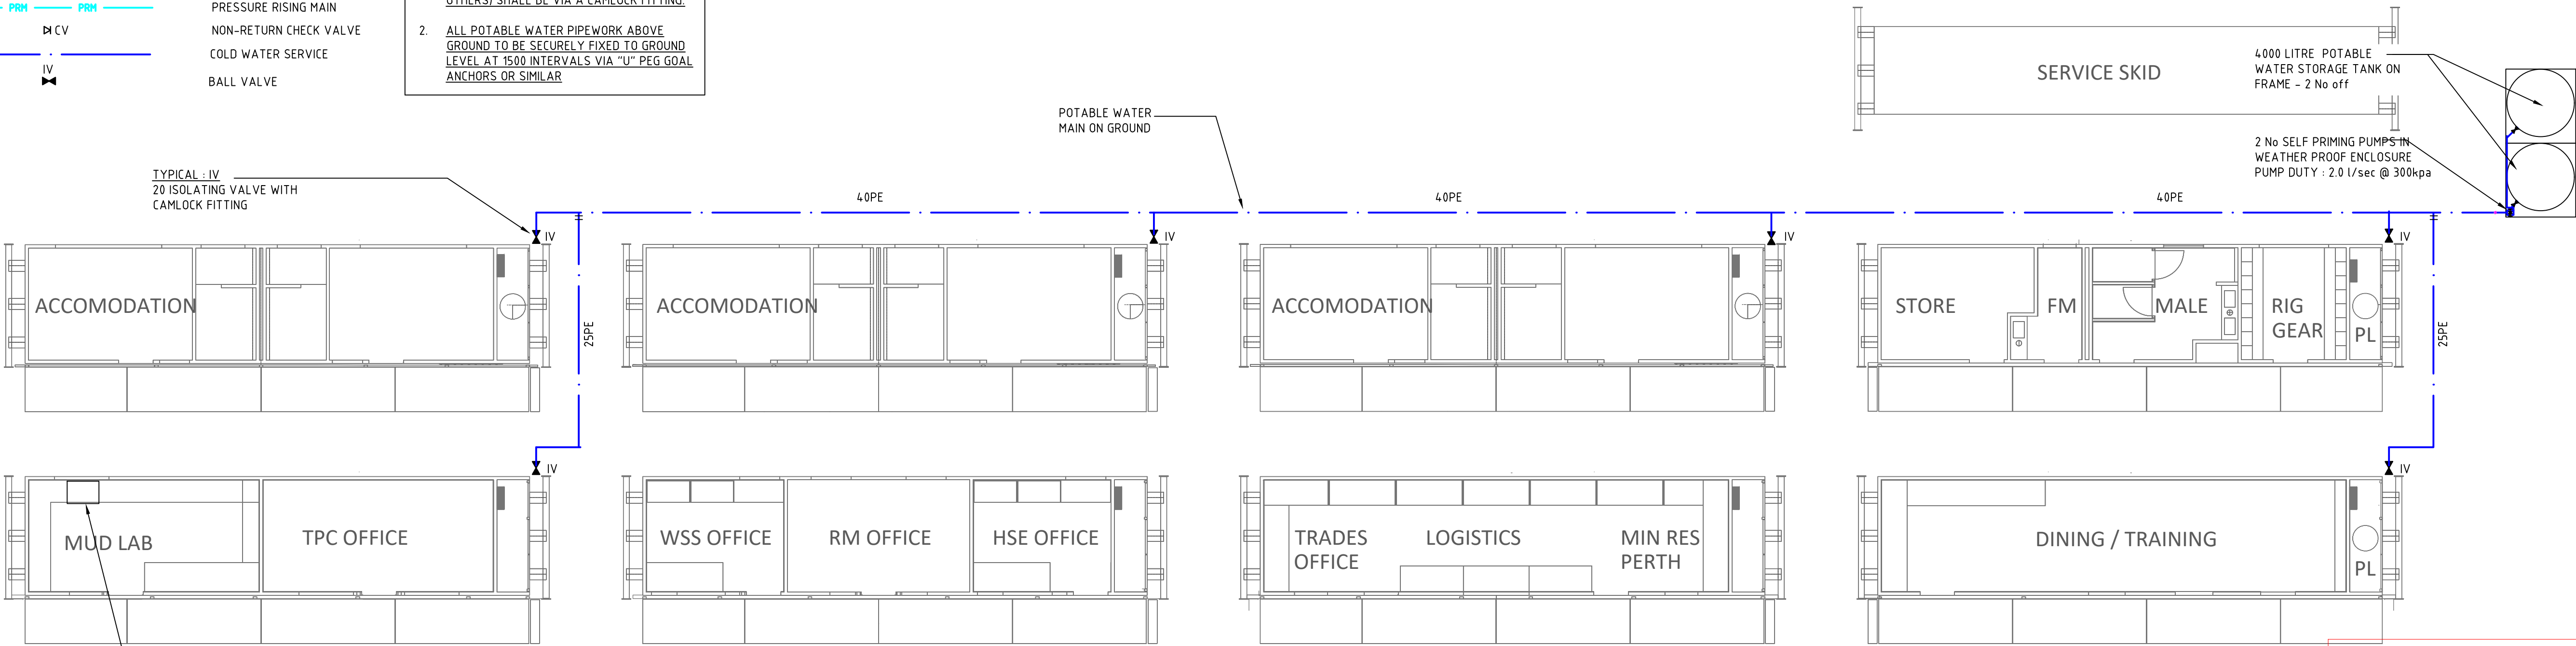 PRM PRM PRESSURE RISING MAIN
CV NON-RETURN CHECK VALVE
COLD WATER SERVICE
IV
BALL VALVE
OTHERS) SHALL BE VIA A CAMLOCK FITTING.
2. ALL POTABLE WATER PIPEWORK ABOVE
GROUND TO BE SECURELY FIXED TO GROUND
LEVEL AT 1500 INTERVALS VIA "U" PEG GOAL
ANCHORS OR SIMILAR
SERVICE SKID
4000 LITRE POTABLE
WATER STORAGE TANK ON
FRAME - 2 No off
POTABLE WATER
MAIN ON GROUND
2 No SELF PRIMING PUMPS IN
WEATHER PROOF ENCLOSURE
PUMP DUTY : 2.0 l/sec @ 300kpa
TYPICAL : IV
20 ISOLATING VALVE WITH
CAMLOCK FITTING
40PE
40PE
40PE
IV
IV
IV
IV
ACCOMODATION
25PE
ACCOMODATION
ACCOMODATION
STORE
FM
MALE
RIG
GEAR
PL
25PE
IV
IV
MUD LAB
TPC OFFICE
WSS OFFICE
RM OFFICE
HSE OFFICE
TRADES
OFFICE
LOGISTICS
MIN RES
PERTH
DINING / TRAINING
PL